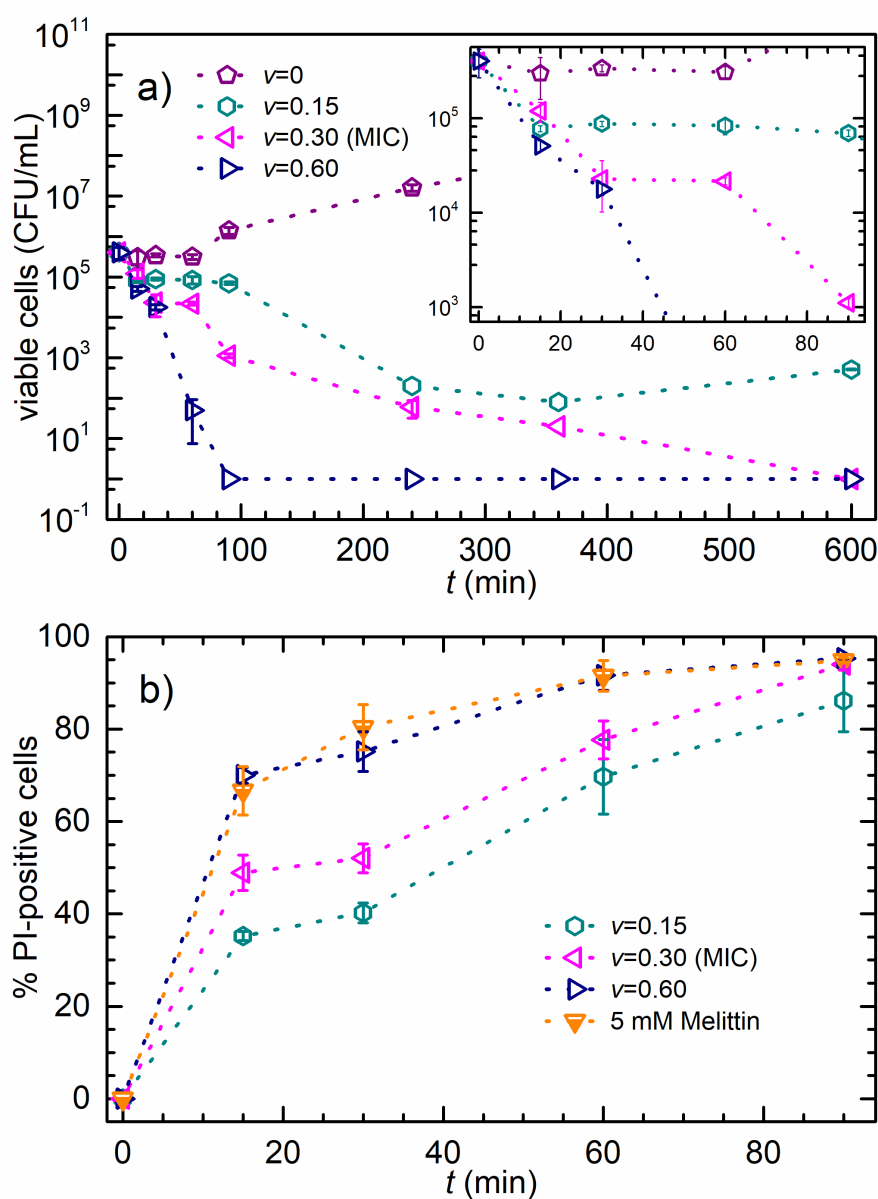 a)
v=0
v=0.15
v=0.30 (MIC)
v=0.60
viable cells (CFU/mL)
10^11
10^9
10^7
10^5
10^3
10^1
10^-1
0 100 200 300 400 500 600
t (min)
10^5
10^4
10^3
0 20 40 60 80
b)
% PI-positive cells
100
80
60
40
20
0
v=0.15
v=0.30 (MIC)
v=0.60
5 mM Melittin
0 20 40 60 80
t (min)